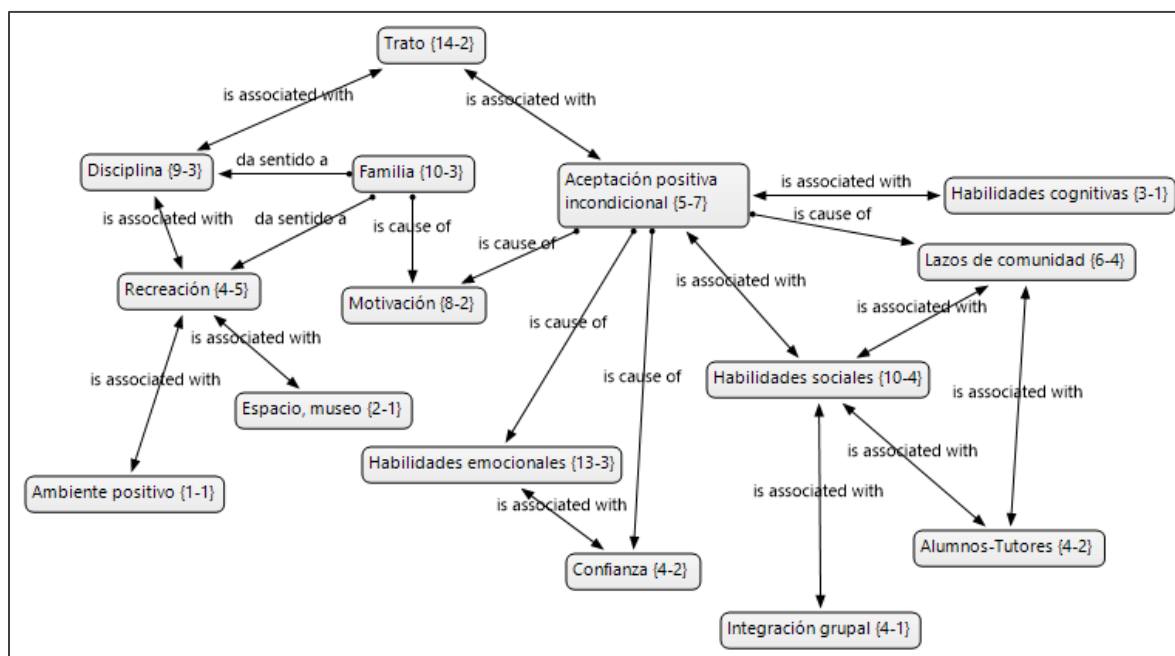 Trato {14-2}
is associated with
is associated with
Disciplina {9-3}
da sentido a
Familia {10-3}
Aceptación positiva
incondicional {5-7}
is associated with
Habilidades cognitivas {3-1}
is associated with
da sentido a
is cause of
is cause of
is cause of
Lazos de comunidad {6-4}
Recreación {4-5}
Motivación {8-2}
is associated with
is associated with
is cause of
is associated with
is associated with
is cause of
Habilidades sociales {10-4}
is associated with
Espacio, museo {2-1}
Habilidades emocionales {13-3}
is associated with
Ambiente positivo {1-1}
is associated with
is associated with
Alumnos-Tutores {4-2}
Confianza {4-2}
Integración grupal {4-1}